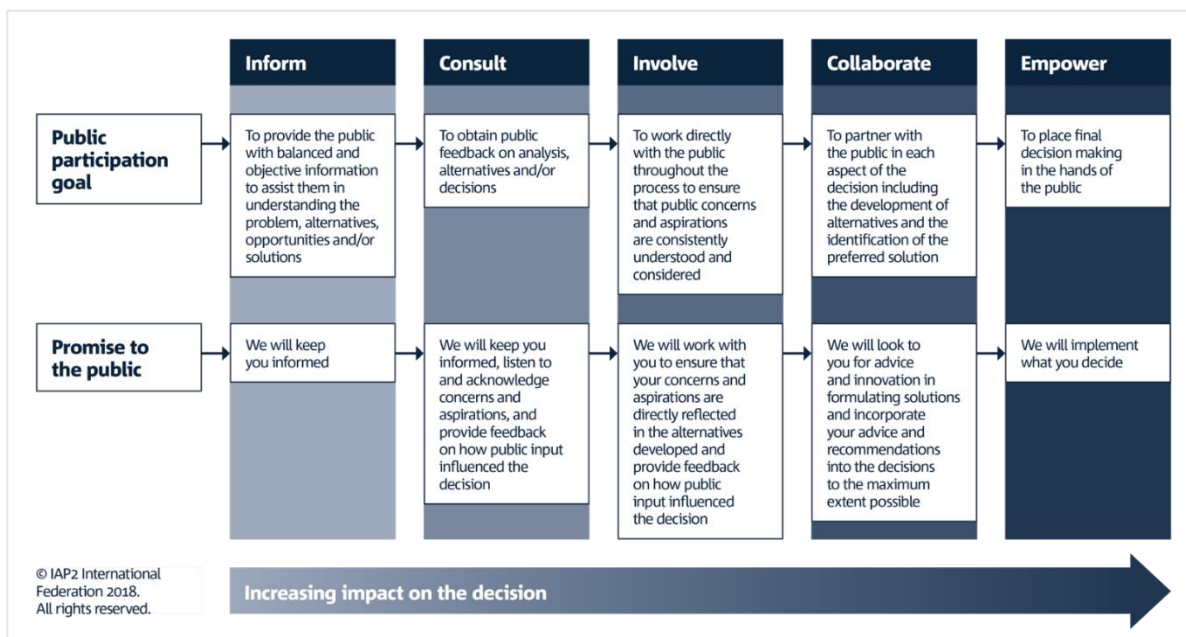 Inform
Consult
Involve
Collaborate
Empower
Public
participation
goal
To provide the public
with balanced and
objective information
to assist them in
understanding the
problem, alternatives,
opportunities and/or
solutions
To obtain public
feedback on analysis,
alternatives and/or
decisions
To work directly
with the public
throughout the
process to ensure
that public concerns
and aspirations
are consistently
understood and
considered
To partner with
the public in each
aspect of the
decision including
the development of
alternatives and the
identification of the
preferred solution
To place final
decision making
in the hands of
the public
Promise to
the public
We will keep
you informed
We will keep you
informed, listen to
and acknowledge
concerns and
aspirations, and
provide feedback
on how public input
influenced the
decision
We will work with
you to ensure that
your concerns and
aspirations are
directly reflected
in the alternatives
developed and
provide feedback
on how public
input influenced
the decision
We will look to
you for advice
and innovation in
formulating solutions
and incorporate
your advice and
recommendations
into the decisions
to the maximum
extent possible
We will implement
what you decide
© IAP2 International
Federation 2018.
All rights reserved.
Increasing impact on the decision